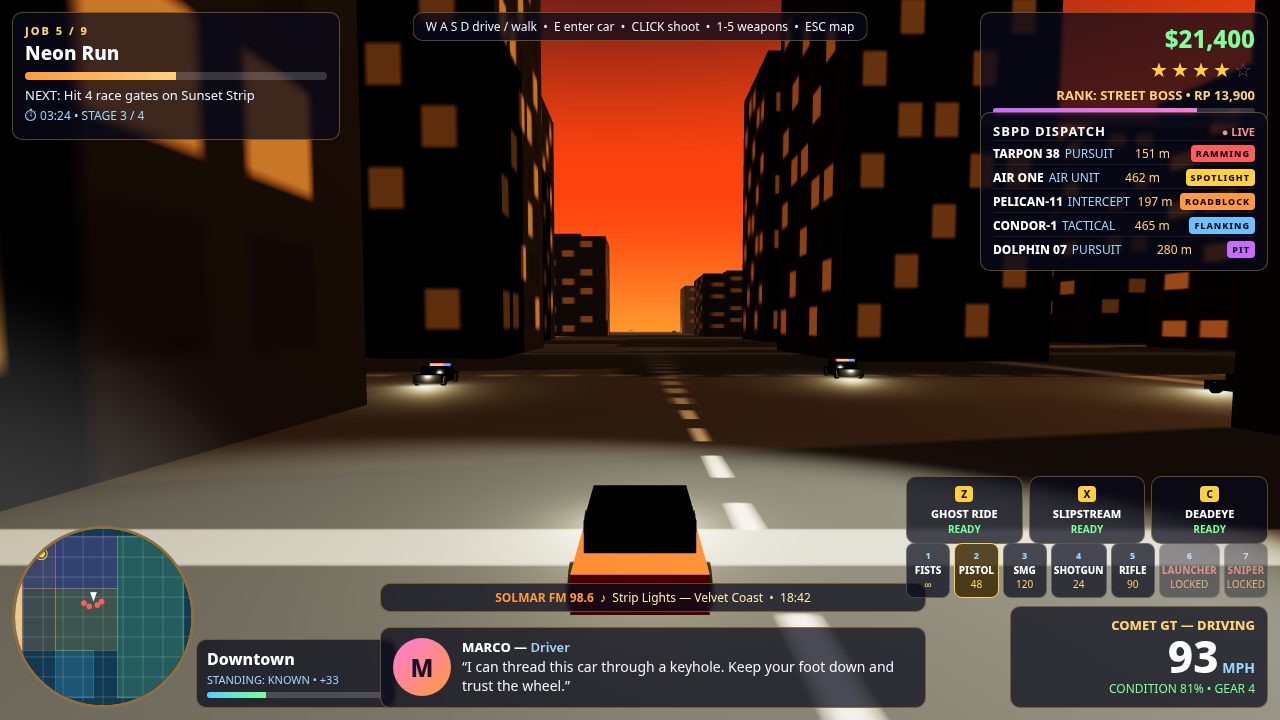 JOB 5 / 9
Neon Run
NEXT: Hit 4 race gates on Sunset Strip
⏱ 03:24 • STAGE 3 / 4
W A S D drive / walk • E enter car • CLICK shoot • 1-5 weapons • ESC map
$21,400
★★★★☆
RANK: STREET BOSS • RP 13,900
SBPD DISPATCH ● LIVE
TARPON 38 PURSUIT 151 m RAMMING
AIR ONE AIR UNIT 462 m SPOTLIGHT
PELICAN-11 INTERCEPT 197 m ROADBLOCK
CONDOR-1 TACTICAL 465 m FLANKING
DOLPHIN 07 PURSUIT 280 m PIT
Z X C
GHOST RIDE SLIPSTREAM DEADEYE
READY READY READY
1 2 3 4 5 6 7
FISTS PISTOL SMG SHOTGUN RIFLE LAUNCHER SNIPER
∞ 48 120 24 90 LOCKED LOCKED
SOLMAR FM 98.6 ♪ Strip Lights — Velvet Coast • 18:42
Downtown
STANDING: KNOWN • +33
M
MARCO — Driver
“I can thread this car through a keyhole. Keep your foot down and
trust the wheel.”
COMET GT — DRIVING
93 MPH
CONDITION 81% • GEAR 4